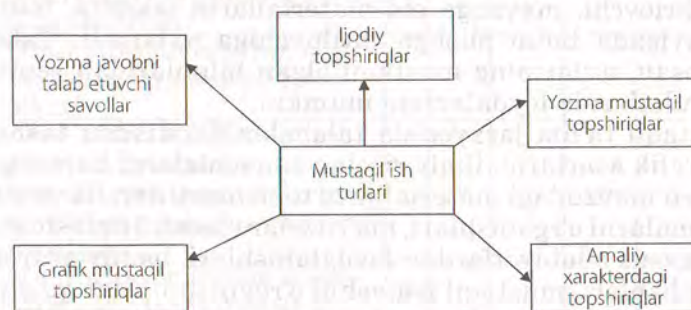 Ijodiy
topshiriqlar
Yozma javobni
talab etuvchi
savollar
Yozma mustaqil
topshiriqlar
Mustaqil ish
turlari
Grafik mustaqil
topshiriqlar
Amaliy
xarakterdagi
topshiriqlar